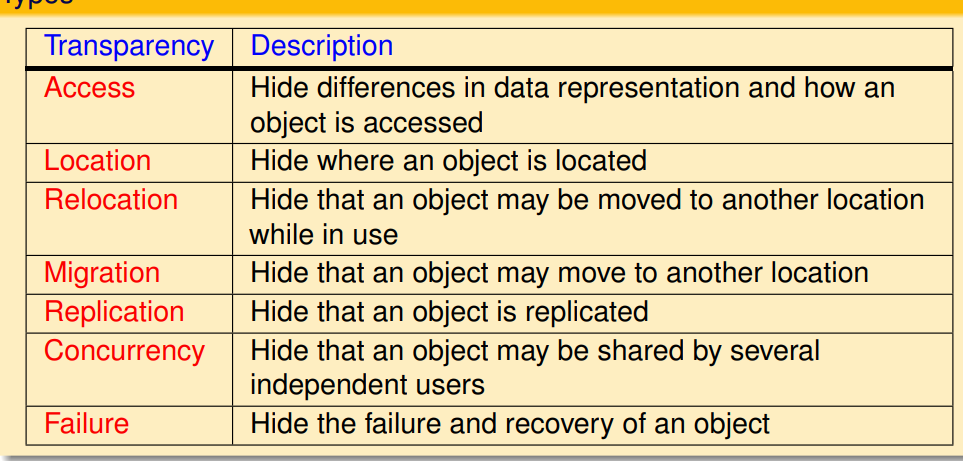 Types
Transparency Description
Access Hide differences in data representation and how an
object is accessed
Location Hide where an object is located
Relocation Hide that an object may be moved to another location
while in use
Migration Hide that an object may move to another location
Replication Hide that an object is replicated
Concurrency Hide that an object may be shared by several
independent users
Failure Hide the failure and recovery of an object